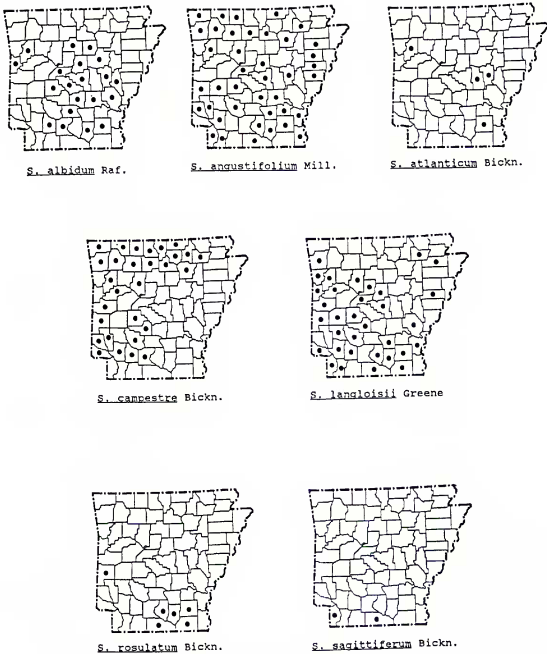 S. albidum Raf.
S. angustifolium Mill.
S. atlanticum Bickn.
S. campestre Bickn.
S. langloisii Greene
S. rosulatum Bickn.
S. sagittiferum Bickn.